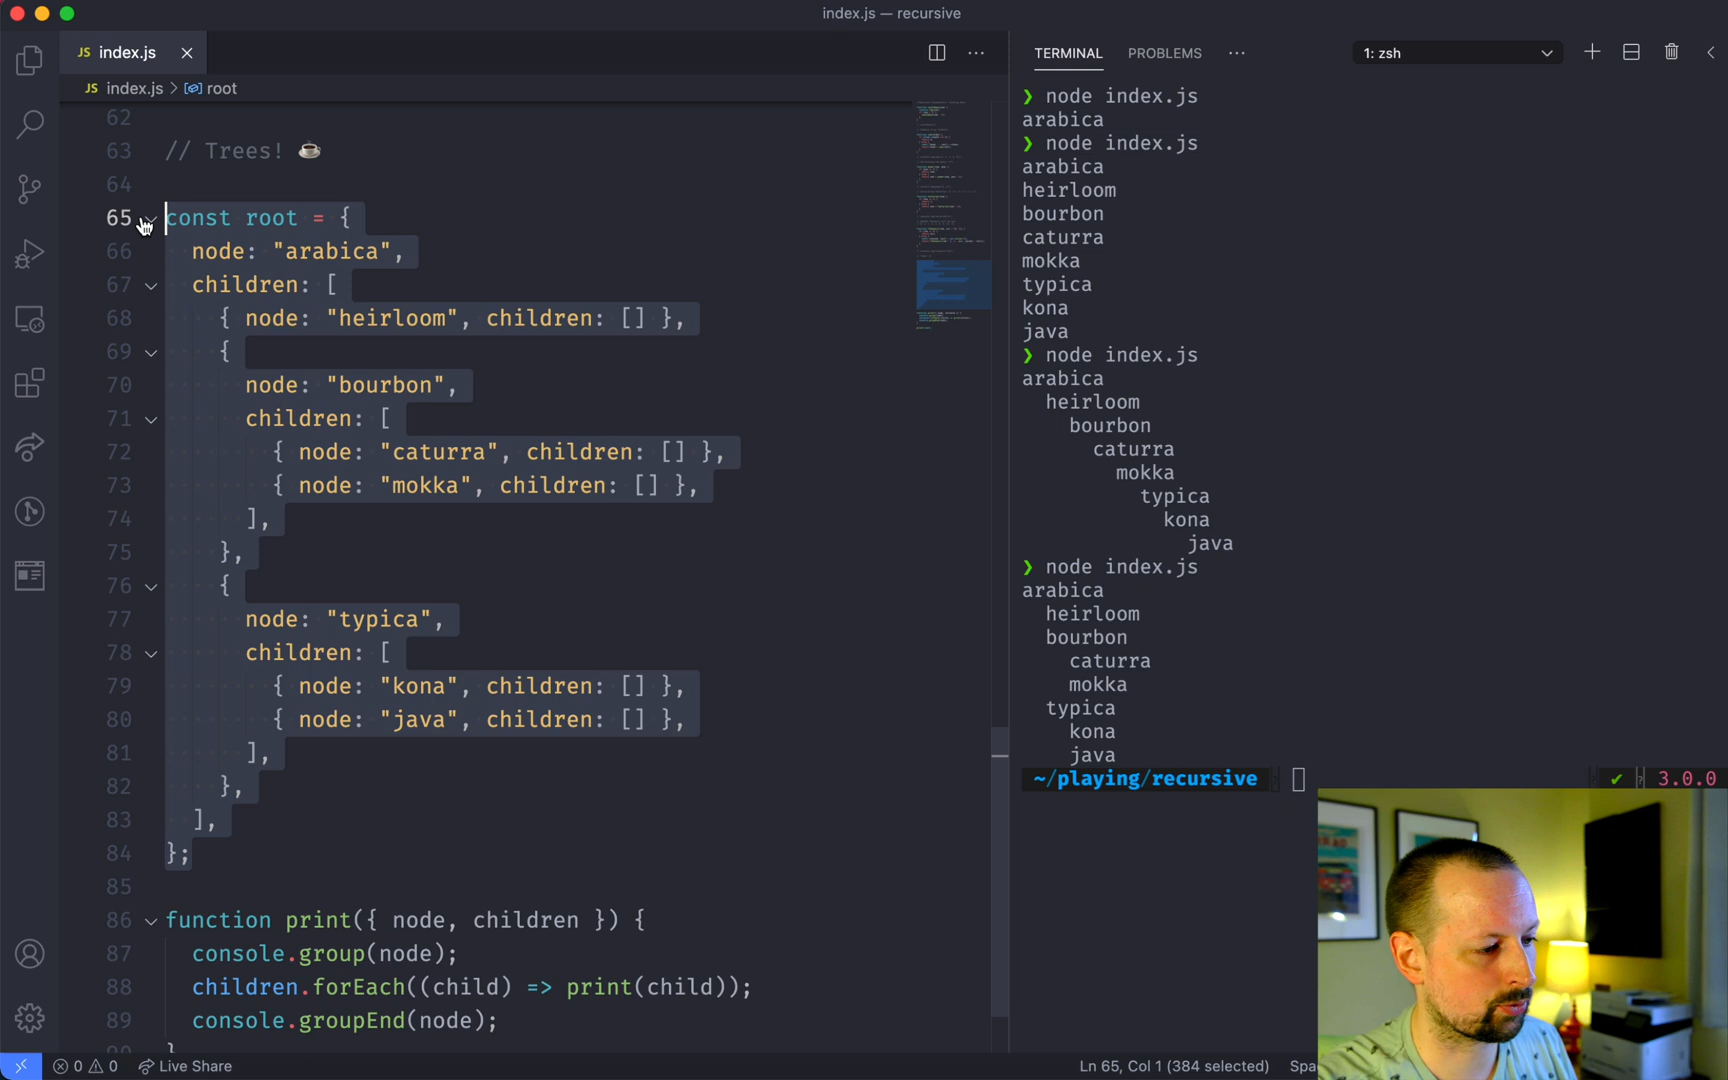 index.js — recursive
JS index.js
JS index.js > root
62
63 // Trees! ☕
64
65 const root = {
66 node: "arabica",
67 children: [
68 { node: "heirloom", children: [] },
69 {
70 node: "bourbon",
71 children: [
72 { node: "caturra", children: [] },
73 { node: "mokka", children: [] },
74 ],
75 },
76 {
77 node: "typica",
78 children: [
79 { node: "kona", children: [] },
80 { node: "java", children: [] },
81 ],
82 },
83 ],
84 };
85
86 function print({ node, children }) {
87 console.group(node);
88 children.forEach((child) => print(child));
89 console.groupEnd(node);
90 }
TERMINAL PROBLEMS ··· 1: zsh
❯ node index.js
arabica
❯ node index.js
arabica
heirloom
bourbon
caturra
mokka
typica
kona
java
❯ node index.js
arabica
heirloom
bourbon
caturra
mokka
typica
kona
java
❯ node index.js
arabica
heirloom
bourbon
caturra
mokka
typica
kona
java
~/playing/recursive ✔ 3.0.0
0 0 Live Share
Ln 65, Col 1 (384 selected) Spa